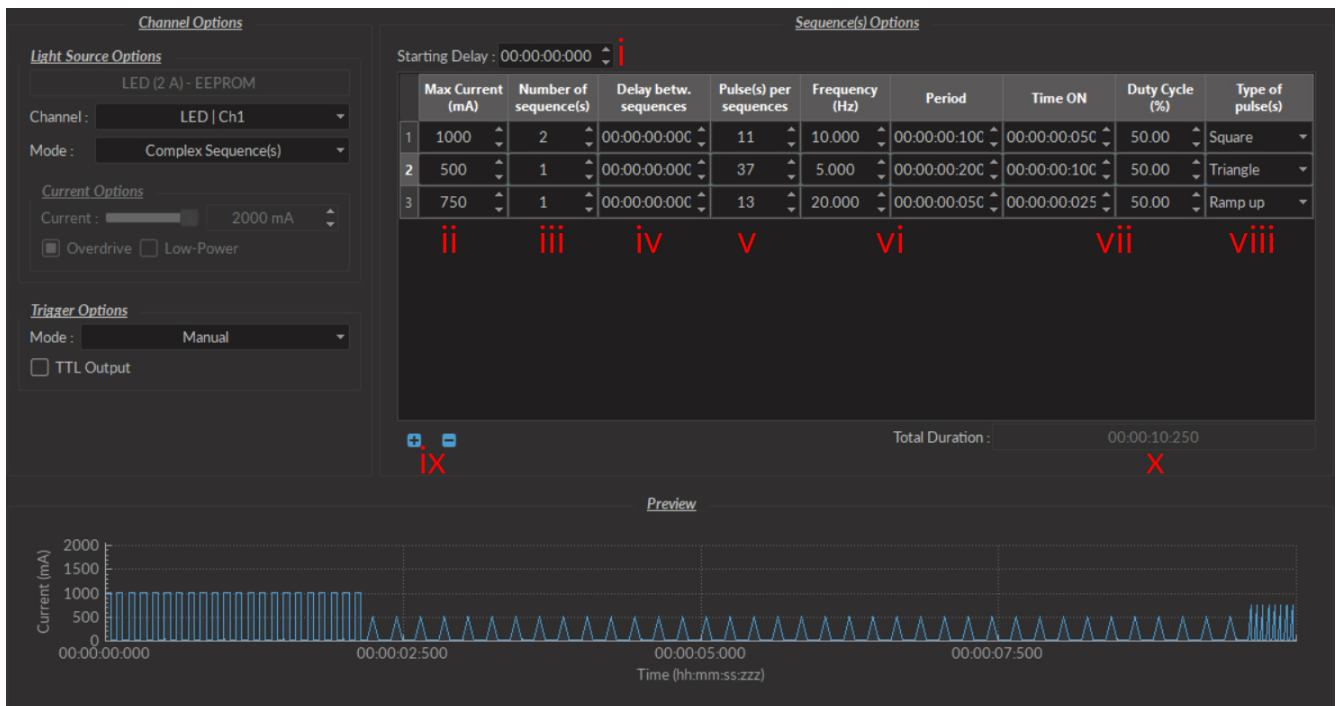 Channel Options
Light Source Options
LED (2 A) - EEPROM
Channel : LED | Ch1
Mode : Complex Sequence(s)
Current Options
Current : 2000 mA
Overdrive Low-Power
Trigger Options
Mode : Manual
TTL Output
Sequence(s) Options
Starting Delay : 00:00:00:000 i
Max Current (mA) Number of sequence(s) Delay betw. sequences Pulse(s) per sequences Frequency (Hz) Period Time ON Duty Cycle (%) Type of pulse(s)
1 1000 2 00:00:00:000 11 10.000 00:00:00:100 00:00:00:050 50.00 Square
2 500 1 00:00:00:000 37 5.000 00:00:00:200 00:00:00:100 50.00 Triangle
3 750 1 00:00:00:000 13 20.000 00:00:00:050 00:00:00:025 50.00 Ramp up
ii iii iv v vi vii viii
Total Duration : 00:00:10:250
ix x
Preview
Current (mA)
2000
1500
1000
500
0
00:00:00:000 00:00:02:500 00:00:05:000 00:00:07:500
Time (hh:mm:ss:zzz)